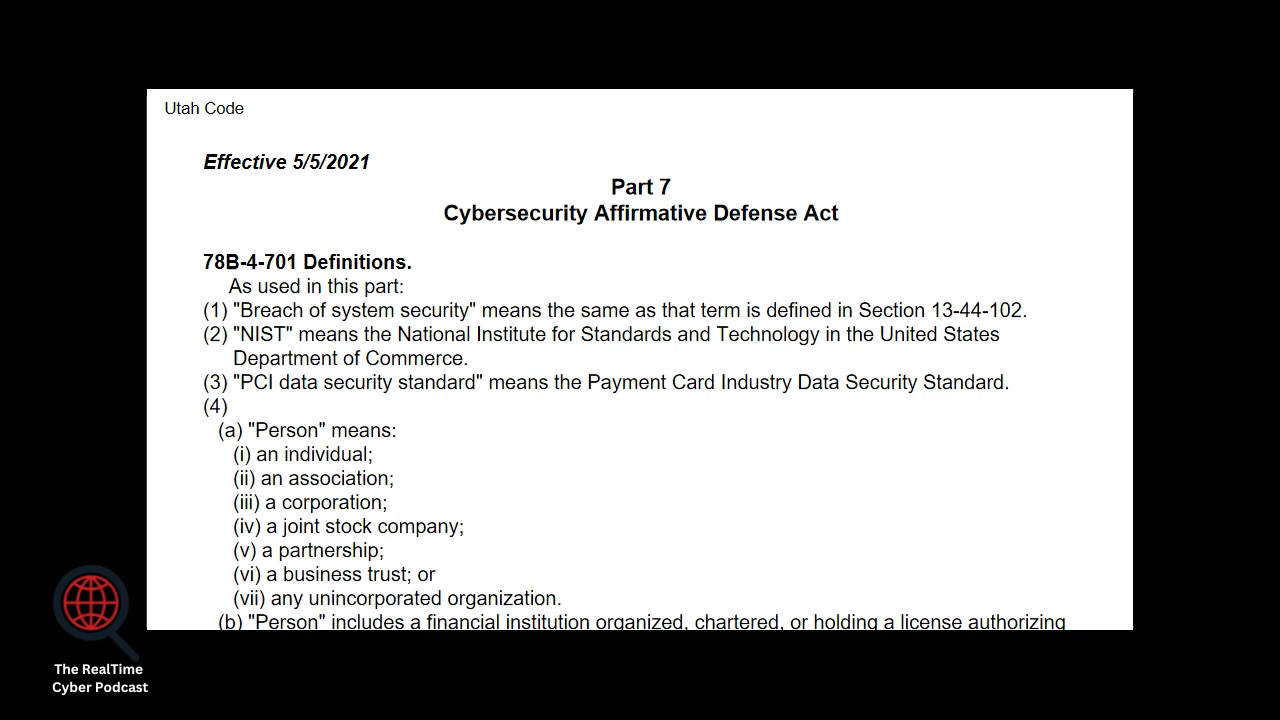 Utah Code
Effective 5/5/2021
Part 7
Cybersecurity Affirmative Defense Act
78B-4-701 Definitions.
As used in this part:
(1) "Breach of system security" means the same as that term is defined in Section 13-44-102.
(2) "NIST" means the National Institute for Standards and Technology in the United States
Department of Commerce.
(3) "PCI data security standard" means the Payment Card Industry Data Security Standard.
(4)
(a) "Person" means:
(i) an individual;
(ii) an association;
(iii) a corporation;
(iv) a joint stock company;
(v) a partnership;
(vi) a business trust; or
(vii) any unincorporated organization.
(b) "Person" includes a financial institution organized, chartered, or holding a license authorizing
The RealTime
Cyber Podcast